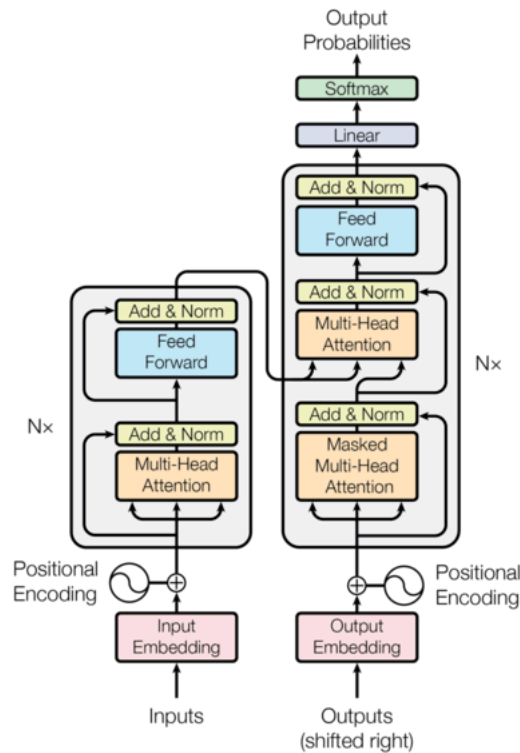 Output
Probabilities
Softmax
Linear
Add & Norm
Feed
Forward
Add & Norm
Multi-Head
Attention
Add & Norm
Masked
Multi-Head
Attention
Nx
Add & Norm
Feed
Forward
Add & Norm
Multi-Head
Attention
N×
Positional
Encoding
Positional
Encoding
Input
Embedding
Output
Embedding
Inputs
Outputs
(shifted right)